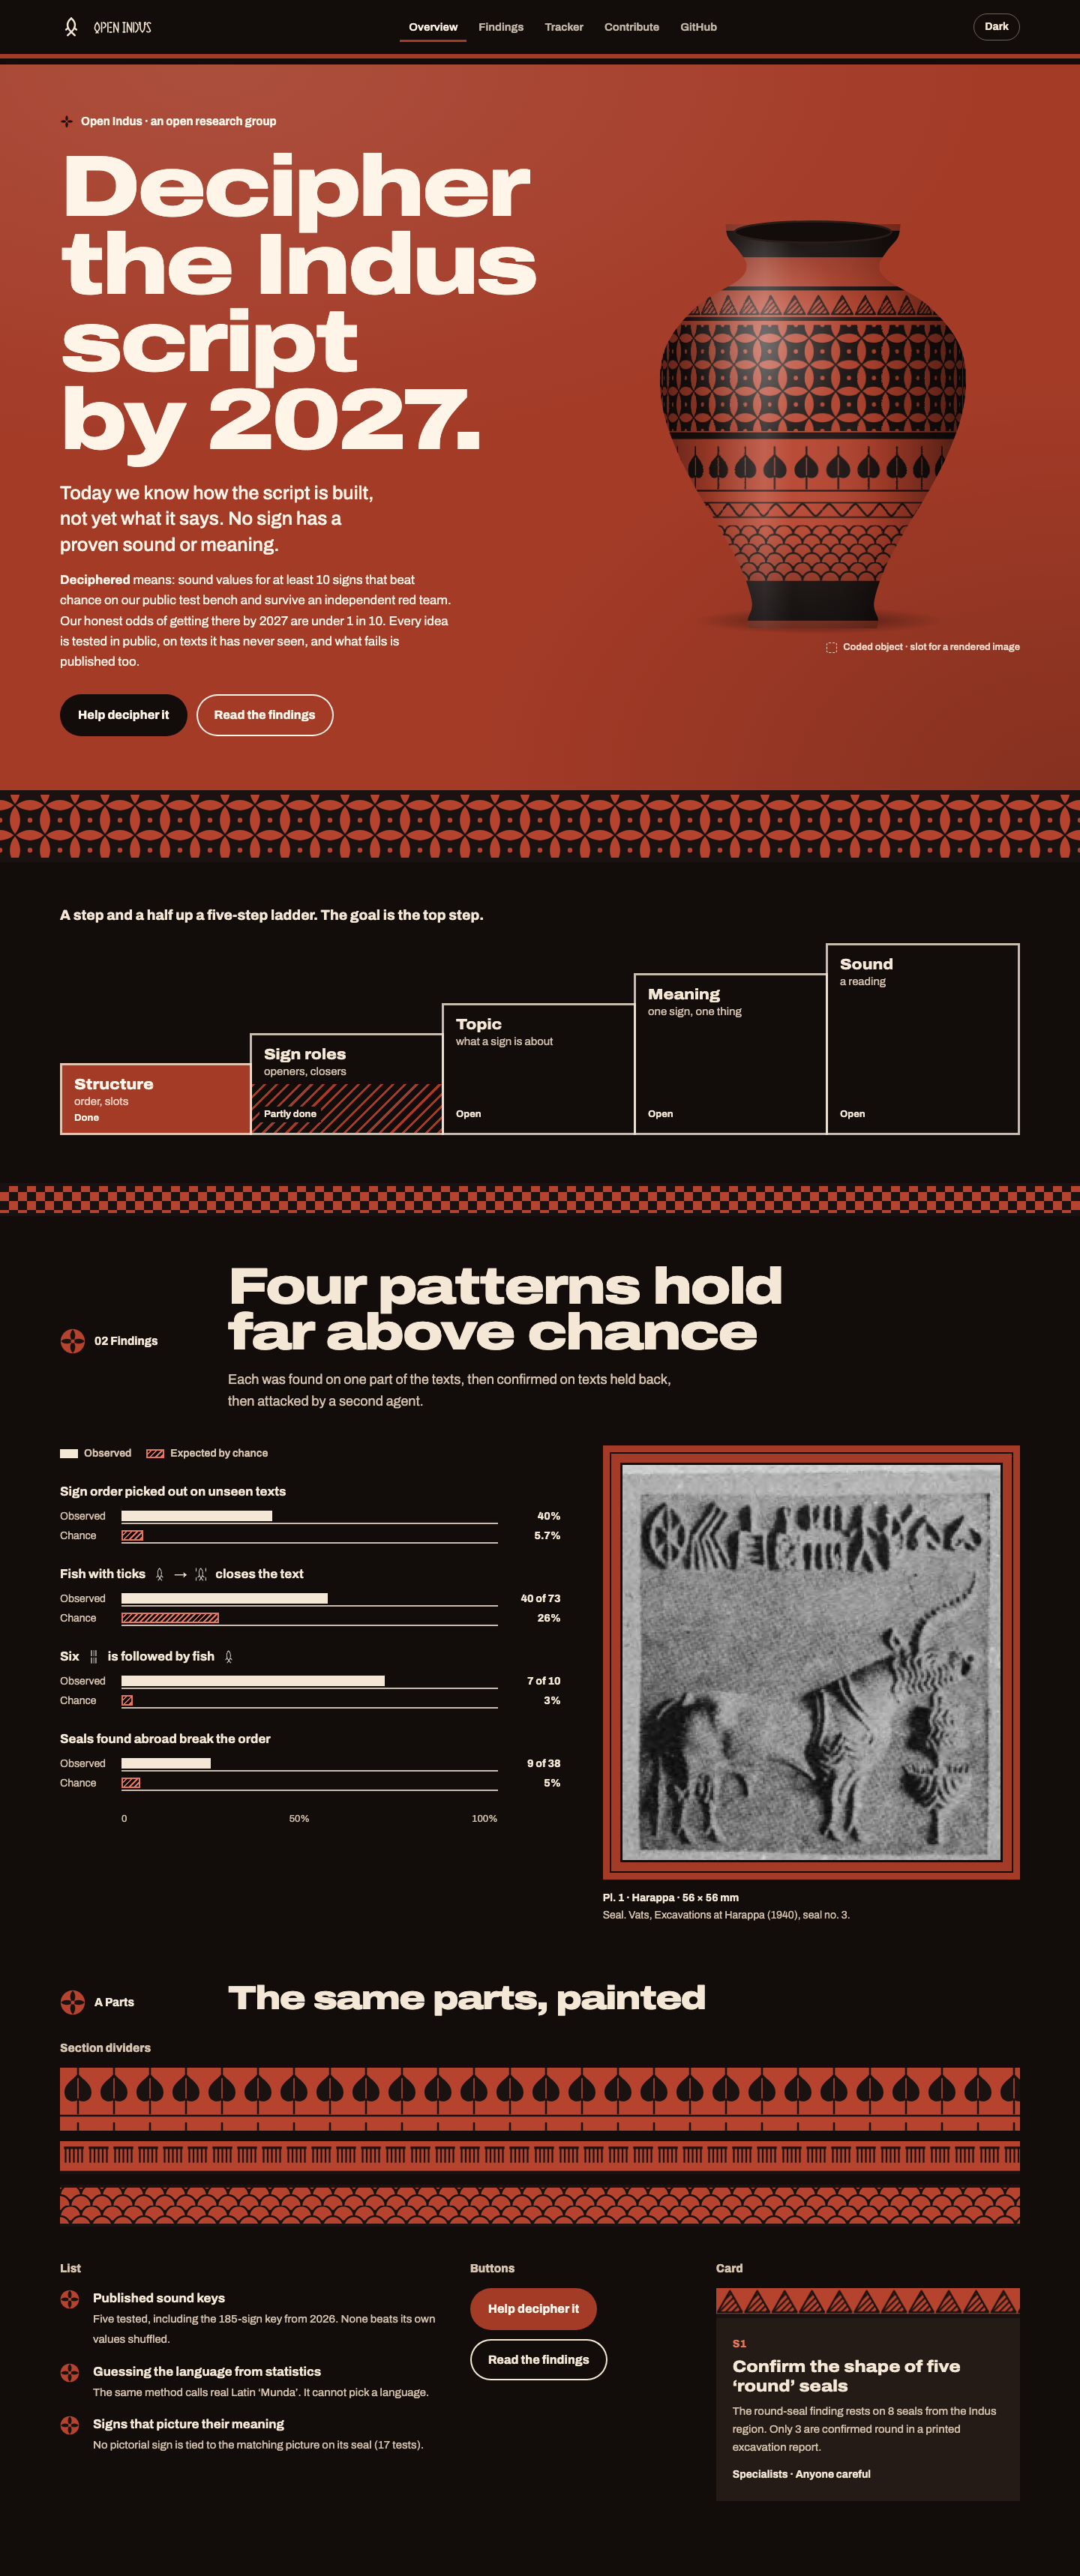 OPEN INDUS
Overview
Findings
Tracker
Contribute
GitHub
Dark
Open Indus · an open research group
Decipher
the Indus
script
by 2027.
Today we know how the script is built,
not yet what it says. No sign has a
proven sound or meaning.
Deciphered means: sound values for at least 10 signs that beat
chance on our public test bench and survive an independent red team.
Our honest odds of getting there by 2027 are under 1 in 10. Every idea
is tested in public, on texts it has never seen, and what fails is
published too.
Help decipher it
Read the findings
Coded object · slot for a rendered image
A step and a half up a five-step ladder. The goal is the top step.
Structure
order, slots
Done
Sign roles
openers, closers
Partly done
Topic
what a sign is about
Open
Meaning
one sign, one thing
Open
Sound
a reading
Open
02 Findings
Four patterns hold
far above chance
Each was found on one part of the texts, then confirmed on texts held back,
then attacked by a second agent.
Observed
Expected by chance
Sign order picked out on unseen texts
Observed 40%
Chance 5.7%
Fish with ticks → closes the text
Observed 40 of 73
Chance 26%
Six is followed by fish
Observed 7 of 10
Chance 3%
Seals found abroad break the order
Observed 9 of 38
Chance 5%
0 50% 100%
Pl. 1 · Harappa · 56 × 56 mm
Seal. Vats, Excavations at Harappa (1940), seal no. 3.
A Parts
The same parts, painted
Section dividers
List
Published sound keys
Five tested, including the 185-sign key from 2026. None beats its own
values shuffled.
Guessing the language from statistics
The same method calls real Latin ‘Munda’. It cannot pick a language.
Signs that picture their meaning
No pictorial sign is tied to the matching picture on its seal (17 tests).
Buttons
Help decipher it
Read the findings
Card
S1
Confirm the shape of five
‘round’ seals
The round-seal finding rests on 8 seals from the Indus
region. Only 3 are confirmed round in a printed
excavation report.
Specialists · Anyone careful